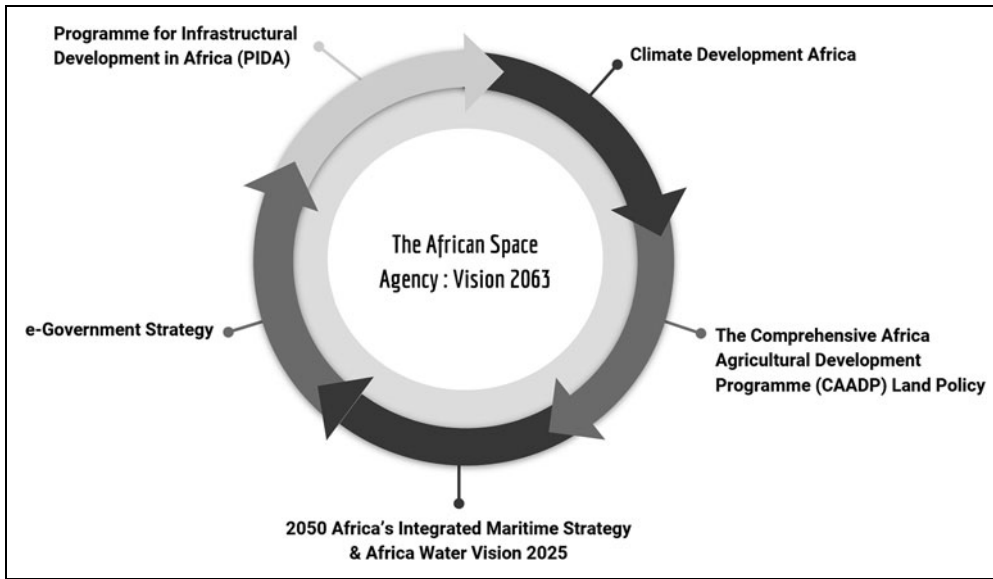 Programme for Infrastructural
Development in Africa (PIDA)
Climate Development Africa
The African Space
Agency : Vision 2063
e-Government Strategy
The Comprehensive Africa
Agricultural Development
Programme (CAADP) Land Policy
2050 Africa’s Integrated Maritime Strategy
& Africa Water Vision 2025